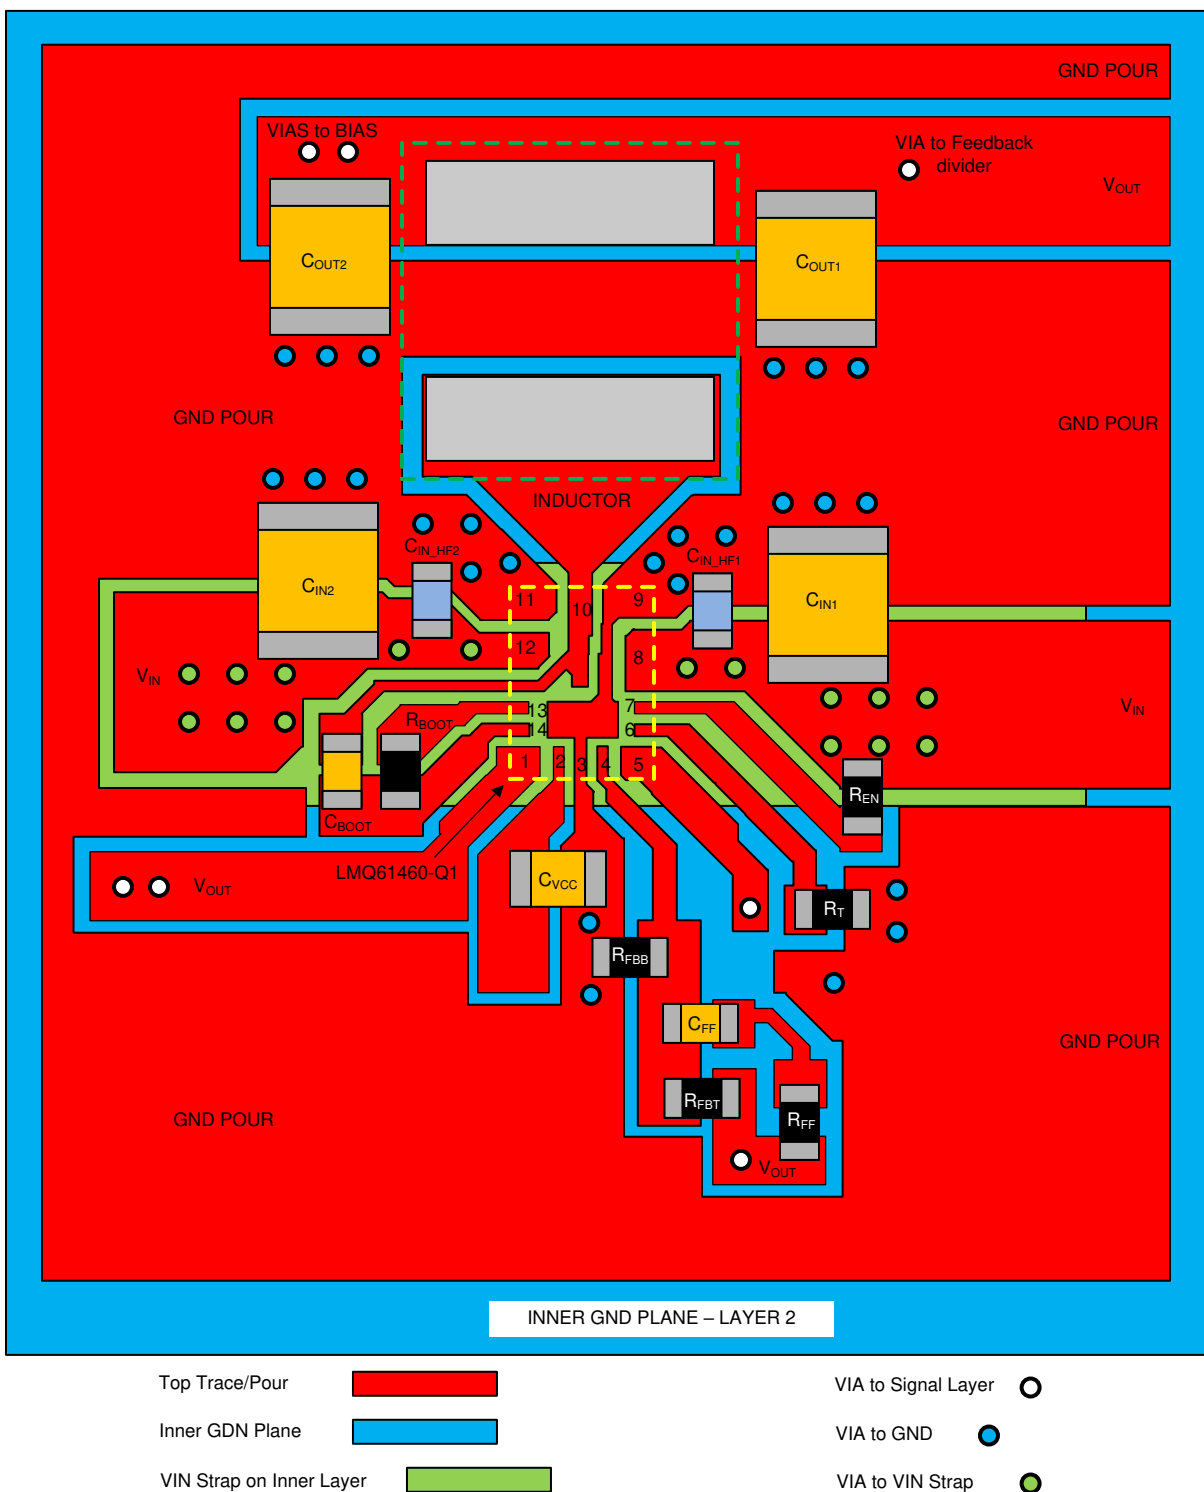 GND POUR
VIAS to BIAS
VIA to Feedback
divider
VOUT
COUT2
COUT1
GND POUR
GND POUR
INDUCTOR
CIN_HF2
CIN_HF1
CIN2
CIN1
11
10
9
12
8
VIN
VIN
13
7
RBOOT
14
6
1
2
3
4
5
REN
CBOOT
LMQ61460-Q1
VOUT
CVCC
RT
RFBB
CFF
GND POUR
RFBT
RFF
GND POUR
VOUT
INNER GND PLANE – LAYER 2
Top Trace/Pour
VIA to Signal Layer
Inner GDN Plane
VIA to GND
VIN Strap on Inner Layer
VIA to VIN Strap